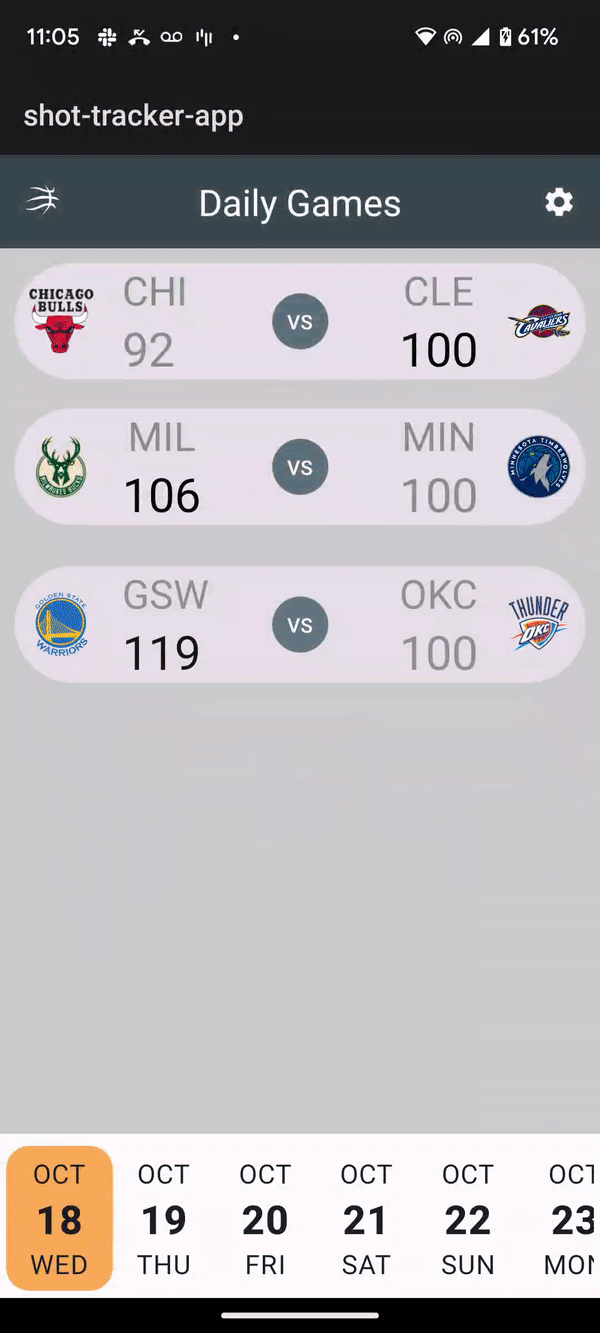 11:05 61%
shot-tracker-app
Daily Games
CHICAGO
BULLS
CHI
92
vs
CLE
100
CAVALIERS
MIL
106
vs
MIN
100
MINNESOTA TIMBERWOLVES
MILWAUKEE BUCKS
GOLDEN STATE
WARRIORS
GSW
119
vs
OKC
100
THUNDER
OKC
OCT OCT OCT OCT OCT OCT
18 19 20 21 22 23
WED THU FRI SAT SUN MON